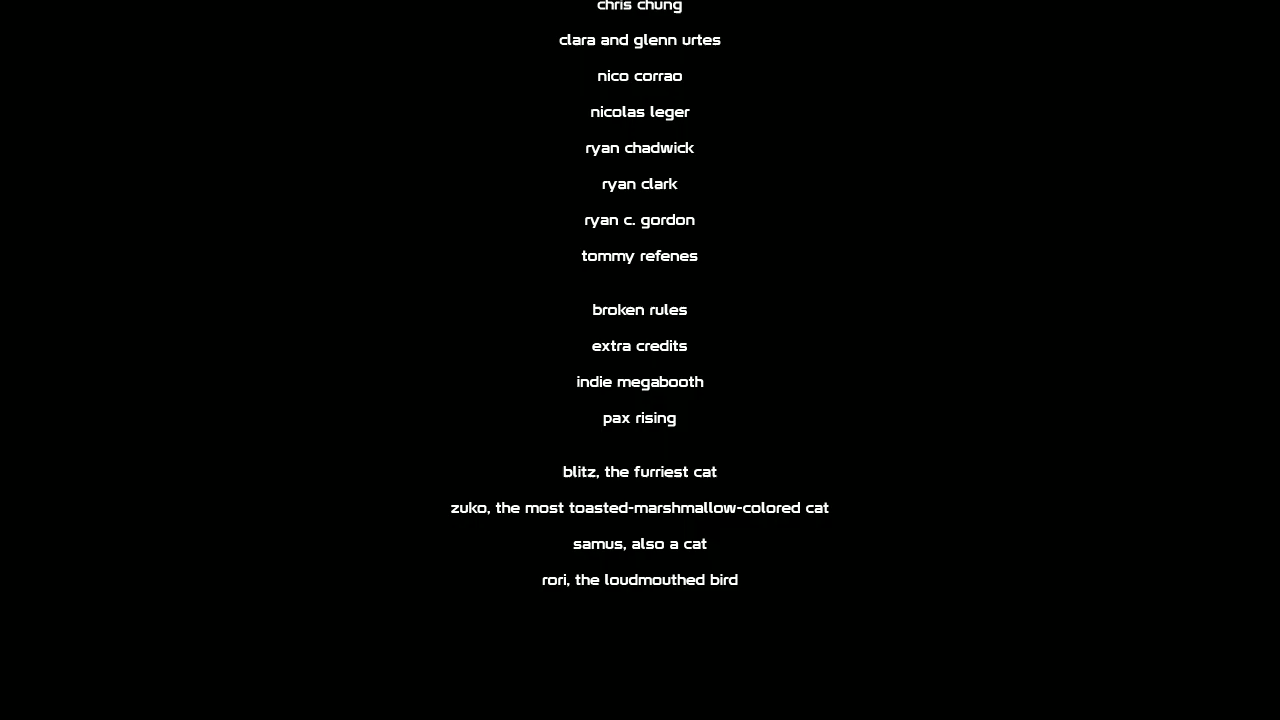 chris chung
clara and glenn urtes
nico corrao
nicolas leger
ryan chadwick
ryan clark
ryan c. gordon
tommy refenes
broken rules
extra credits
indie megabooth
pax rising
blitz, the furriest cat
zuko, the most toasted-marshmallow-colored cat
samus, also a cat
rori, the loudmouthed bird